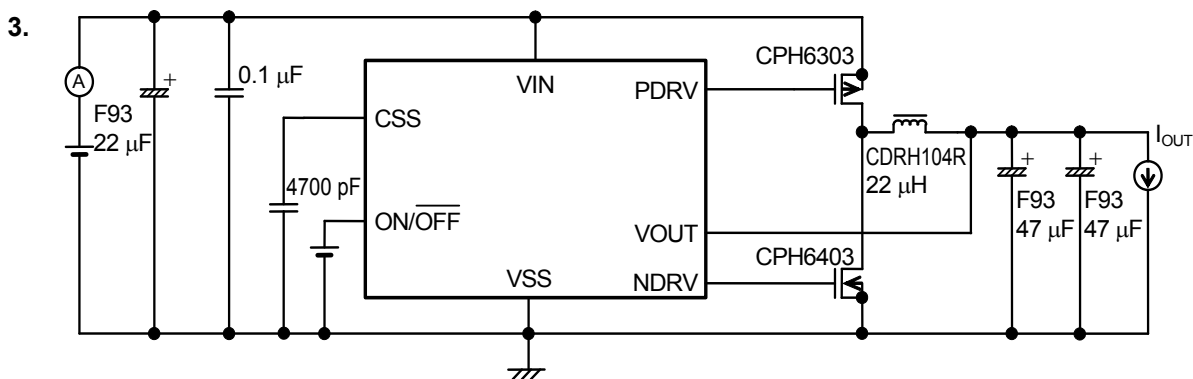 3.
A
F93
22 μF
0.1 μF
4700 pF
VIN
CSS
ON/OFF
VSS
PDRV
VOUT
NDRV
CPH6303
CDRH104R
22 μH
CPH6403
F93
47 μF
F93
47 μF
IOUT